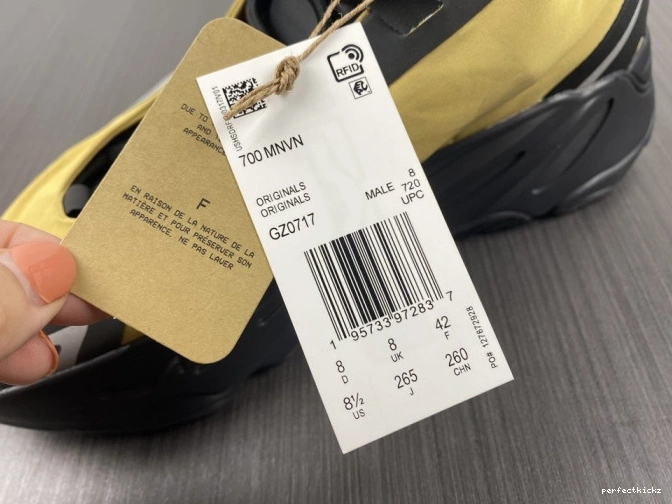 DUE TO
AND
APPEARANCE
F
EN RAISON DE LA NATURE DE LA
MATIÈRE ET POUR PRÉSERVER SON
APPARENCE, NE PAS LAVER
RFID
700 MNVN
ORIGINALS
ORIGINALS
MALE
8
720
UPC
GZ0717
1 95733 97283 7
8 D
8 UK
42 F
8½ US
265 J
260 CHN
PO# 127672928
perfectkickz